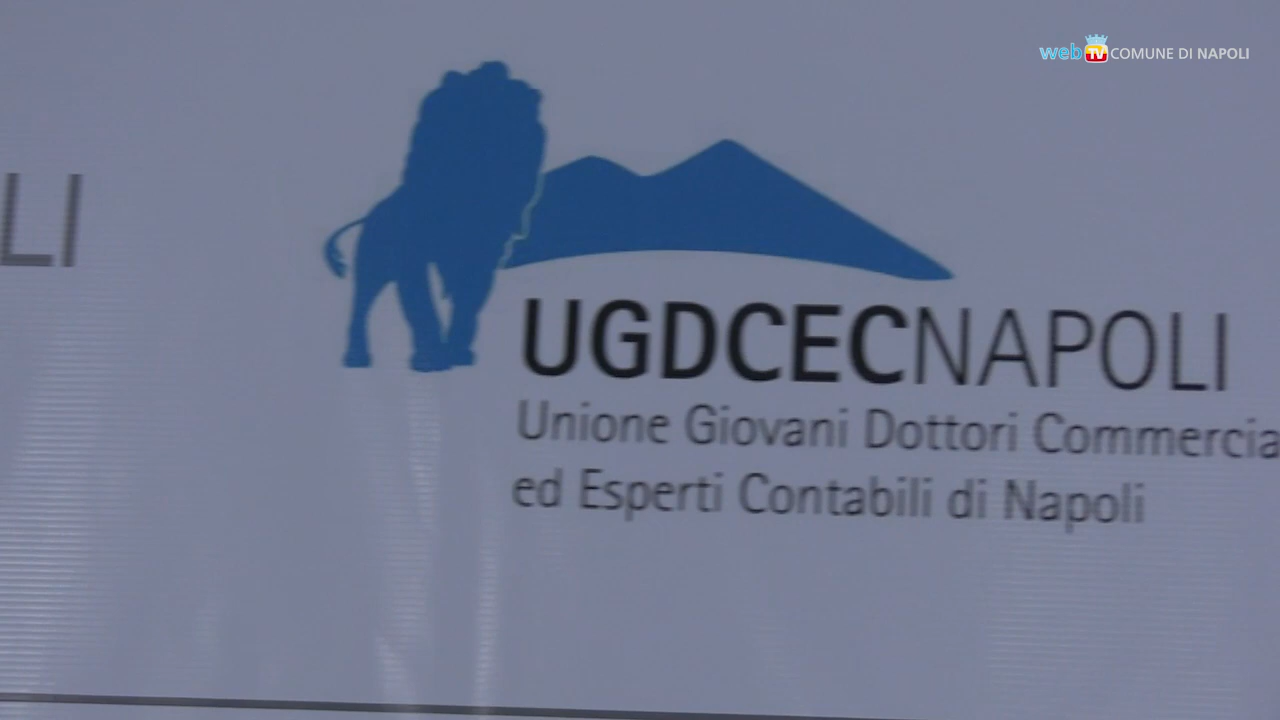 web TV COMUNE DI NAPOLI
LI
UGDCECNAPOLI
Unione Giovani Dottori Commercia
ed Esperti Contabili di Napoli